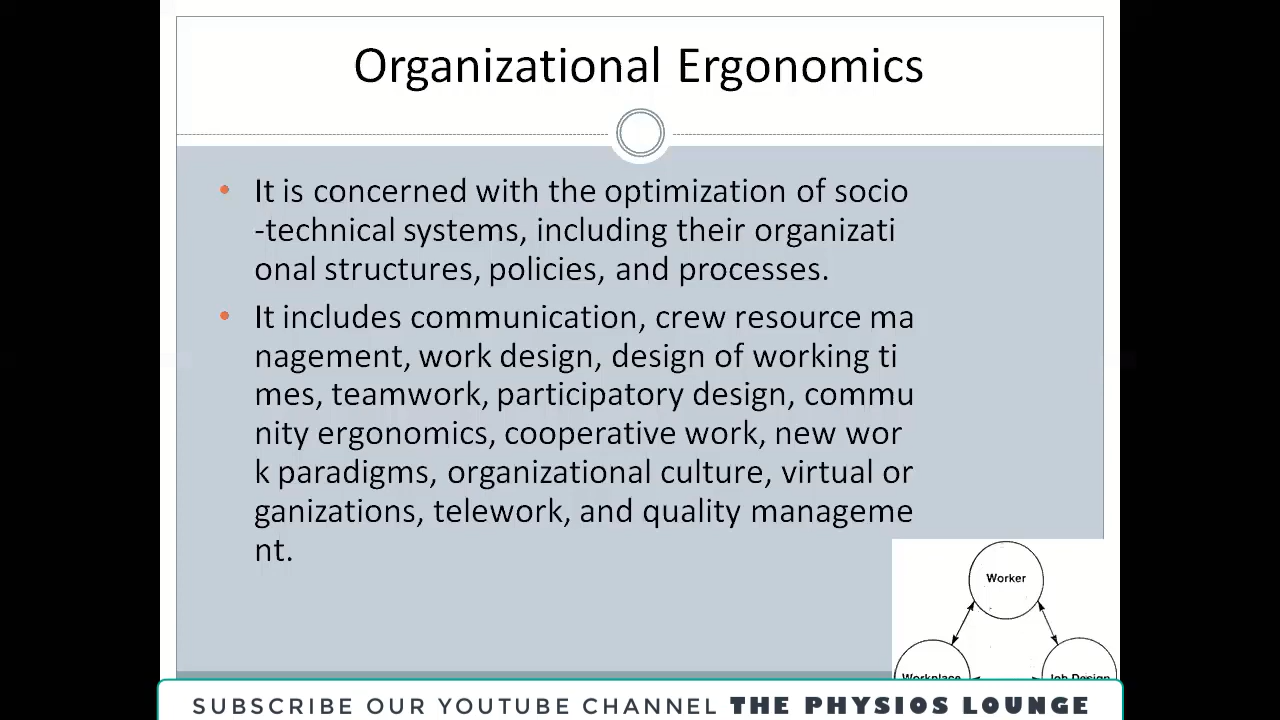 Organizational Ergonomics
• It is concerned with the optimization of socio
-technical systems, including their organizati
onal structures, policies, and processes.
• It includes communication, crew resource ma
nagement, work design, design of working ti
mes, teamwork, participatory design, commu
nity ergonomics, cooperative work, new wor
k paradigms, organizational culture, virtual or
ganizations, telework, and quality manageme
nt.
Worker
Workplace
Job Design
SUBSCRIBE OUR YOUTUBE CHANNEL THE PHYSIOS LOUNGE